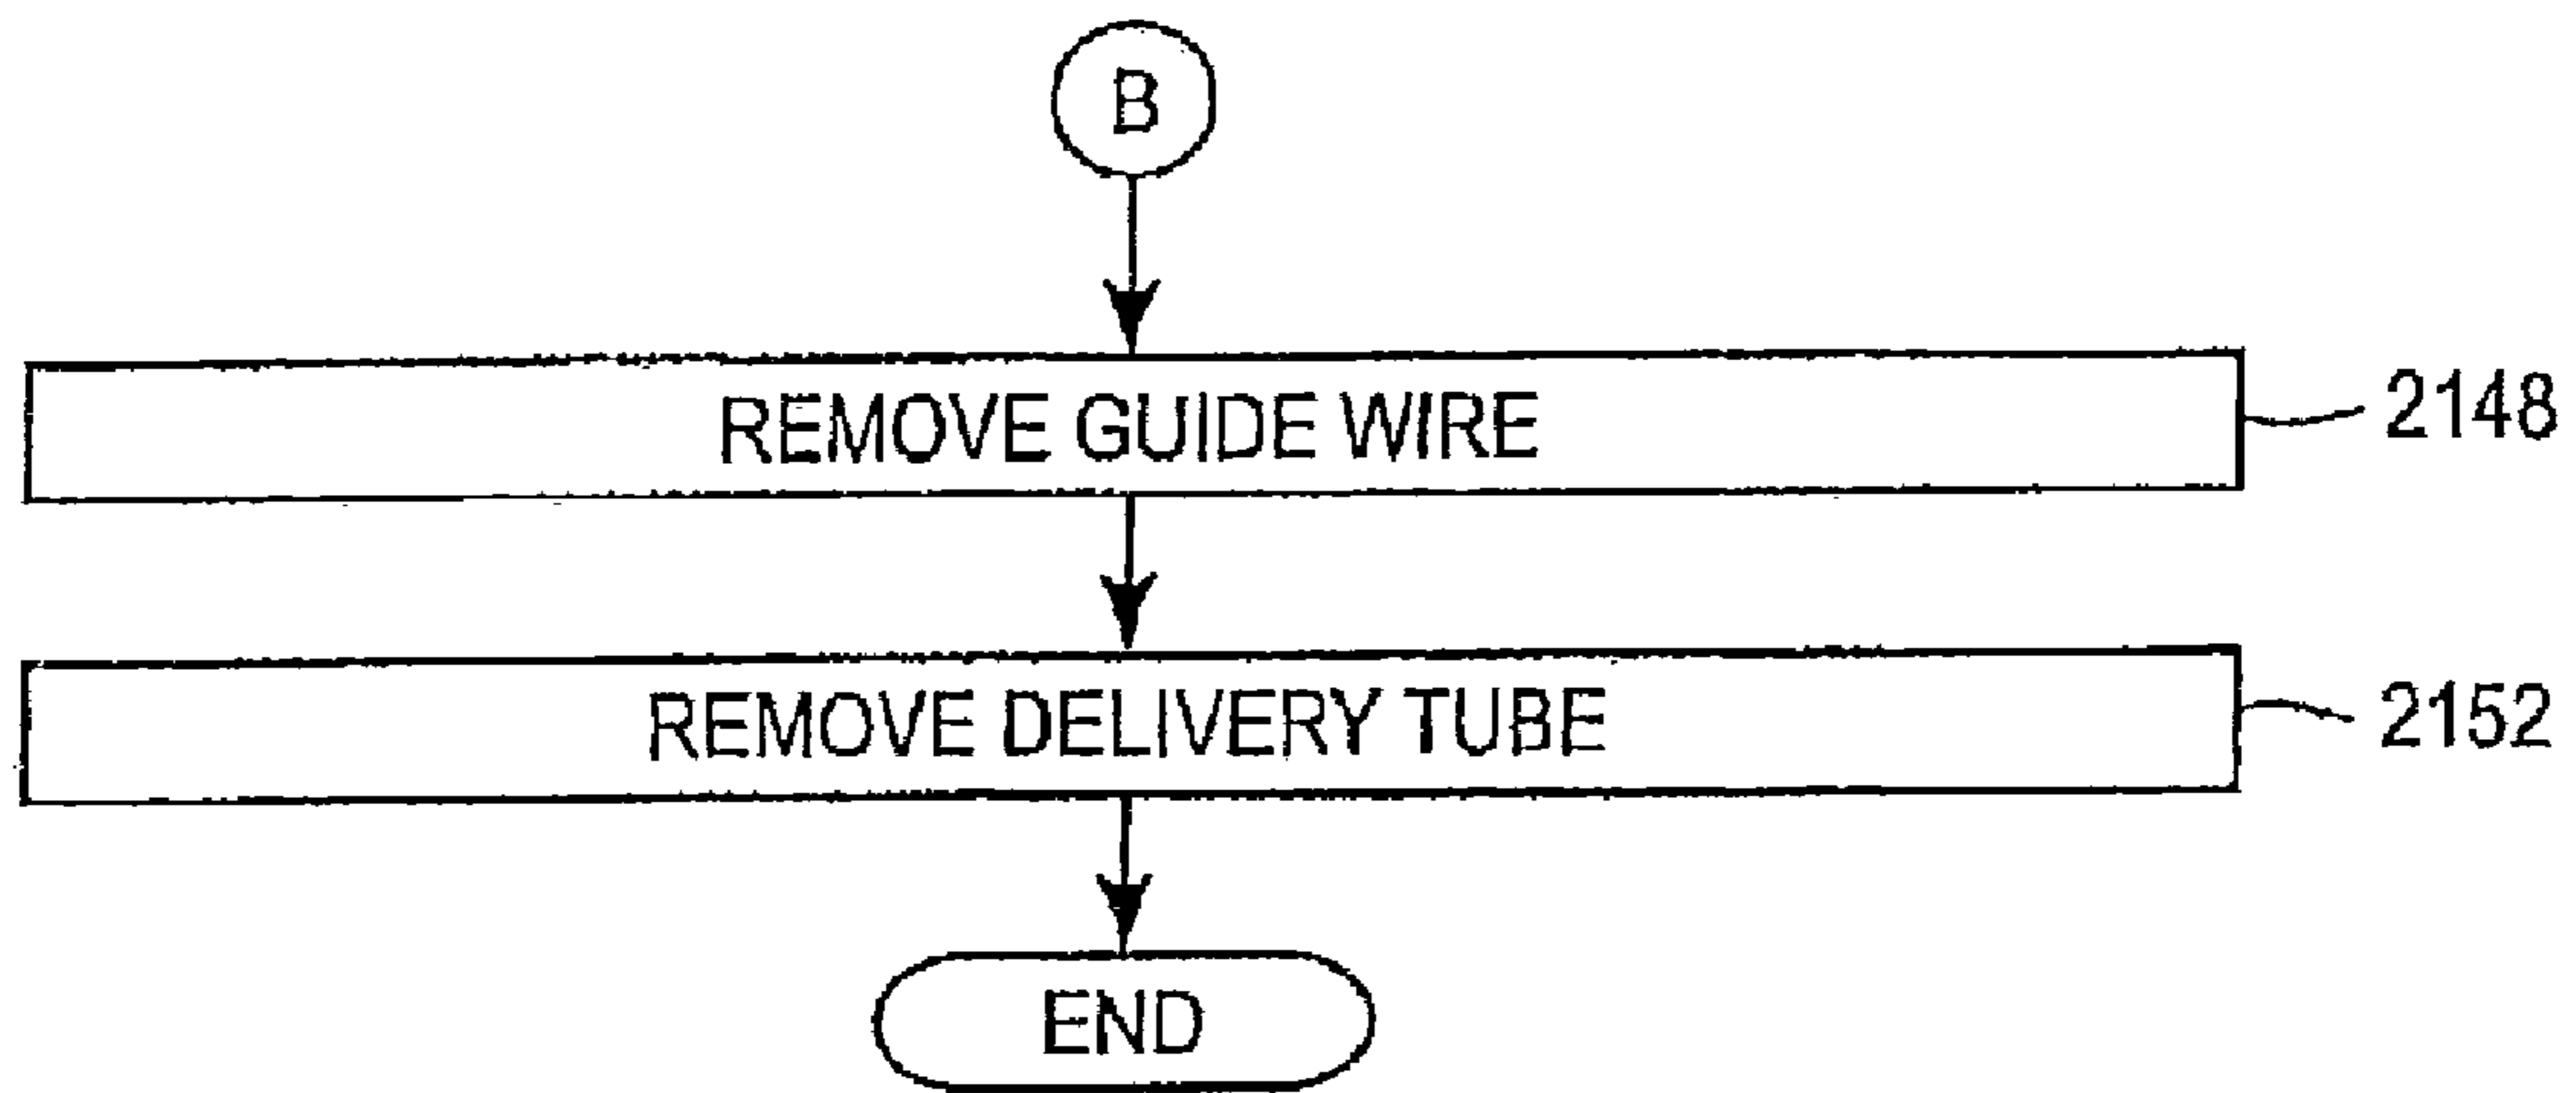 B
REMOVE GUIDE WIRE
2148
REMOVE DELIVERY TUBE
2152
END